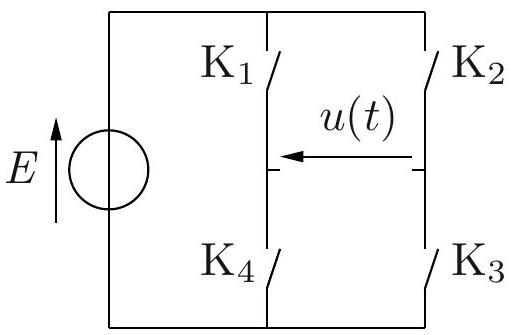 K₁ K₂
u(t)
E
K₄ K₃